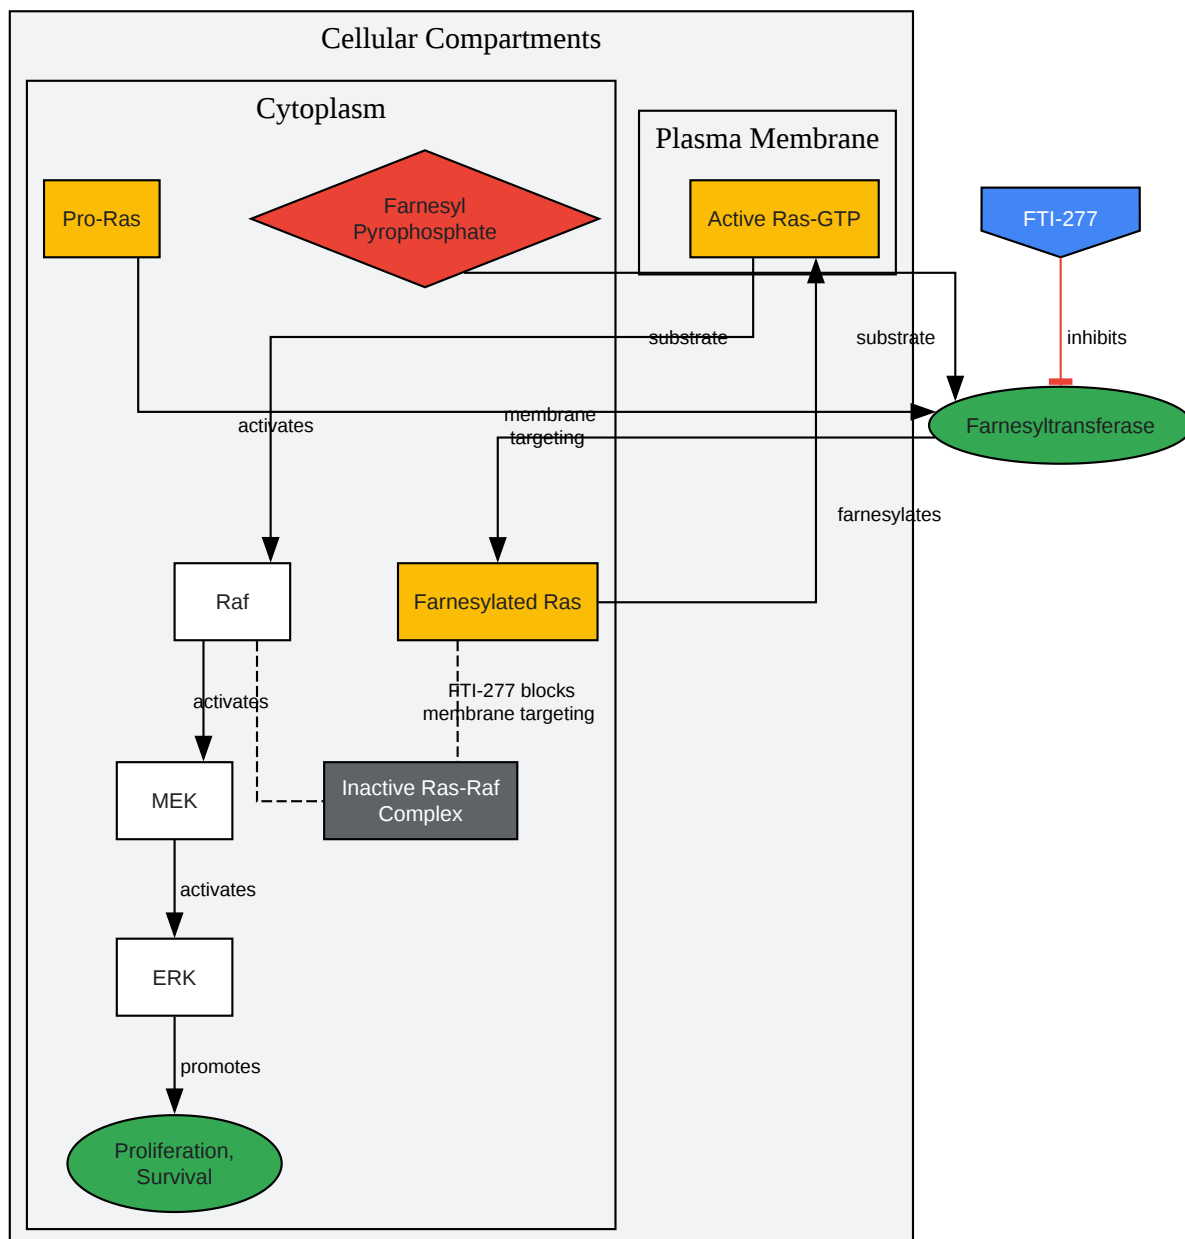 Cellular Compartments
Cytoplasm
Plasma Membrane
Pro-Ras
Farnesyl
Pyrophosphate
Active Ras-GTP
FTI-277
substrate
substrate
inhibits
activates
membrane
targeting
Farnesyltransferase
farnesylates
Raf
Farnesylated Ras
activates
FTI-277 blocks
membrane targeting
MEK
Inactive Ras-Raf
Complex
activates
ERK
promotes
Proliferation,
Survival